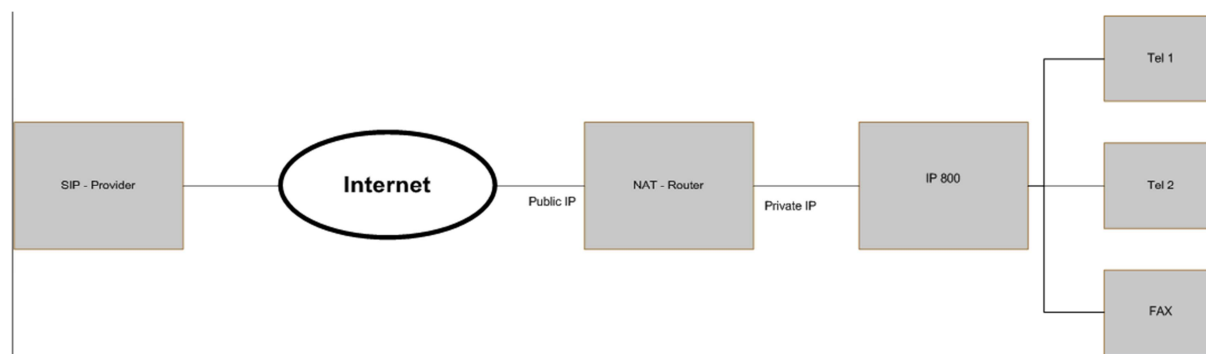 SIP - Provider
Internet
Public IP
NAT - Router
Private IP
IP 800
Tel 1
Tel 2
FAX